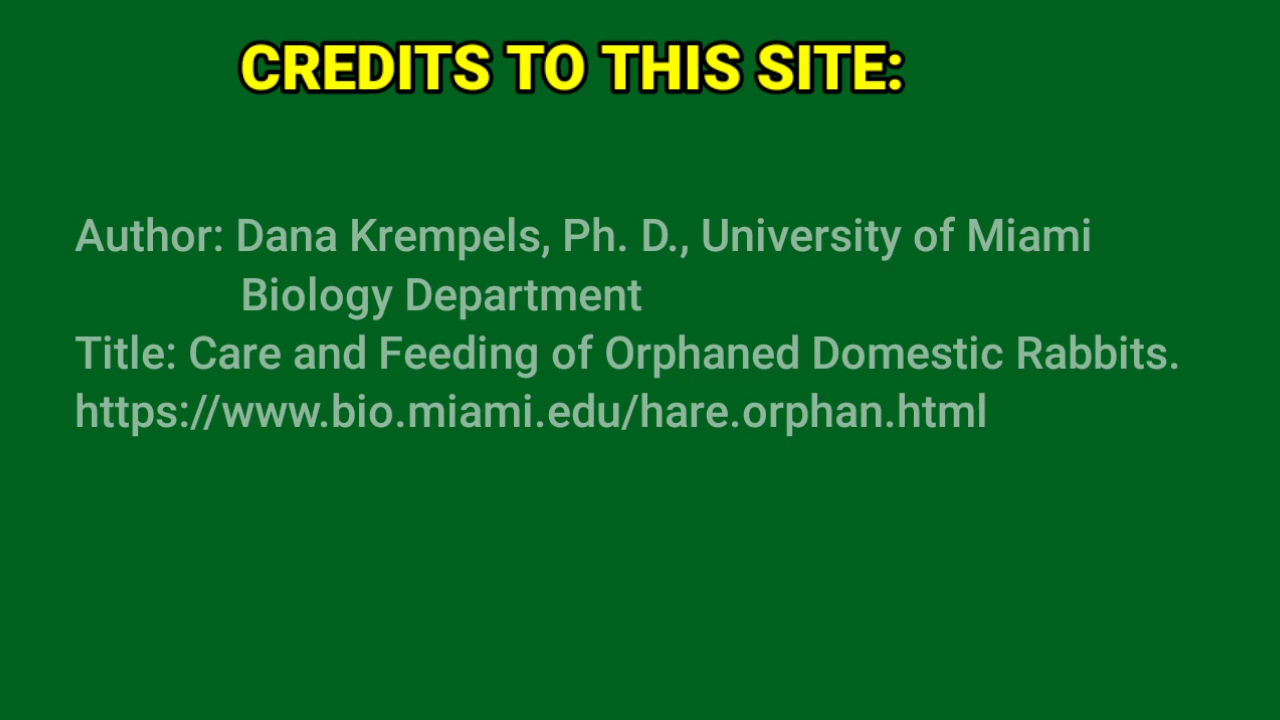 CREDITS TO THIS SITE:
Author: Dana Krempels, Ph. D., University of Miami
Biology Department
Title: Care and Feeding of Orphaned Domestic Rabbits.
https://www.bio.miami.edu/hare.orphan.html